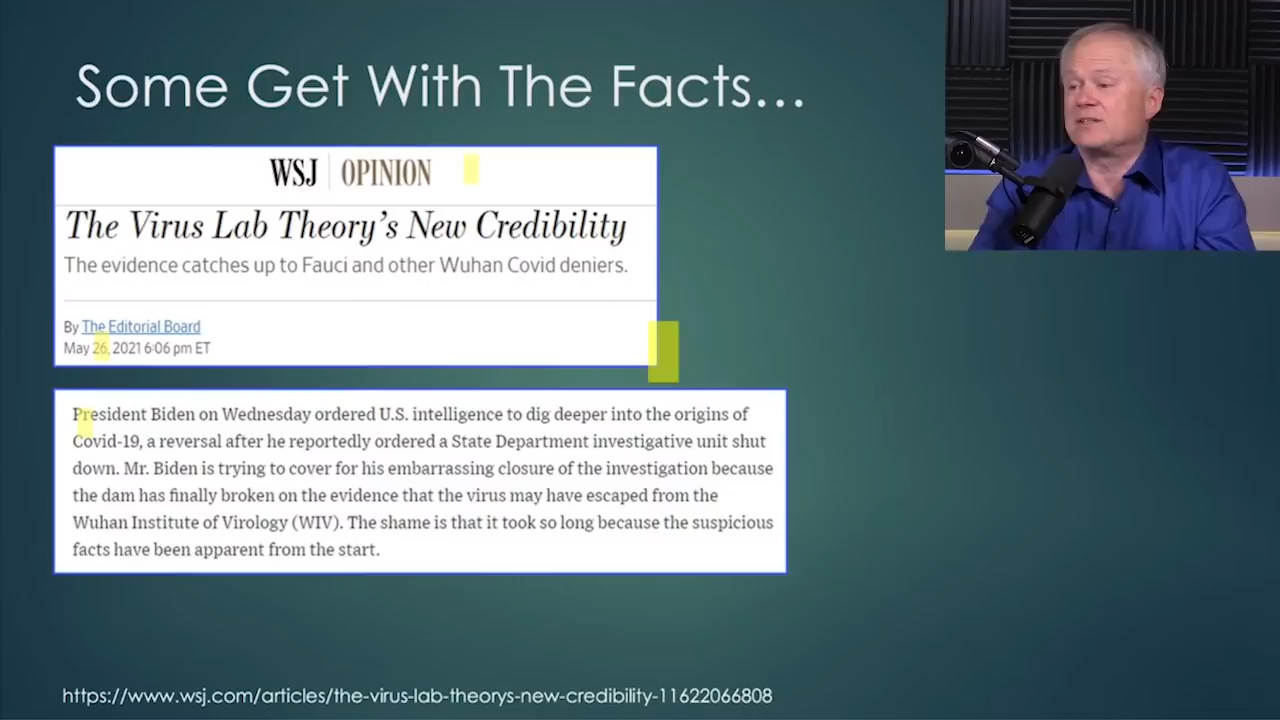 Some Get With The Facts...
WSJ | OPINION
The Virus Lab Theory's New Credibility
The evidence catches up to Fauci and other Wuhan Covid deniers.
By The Editorial Board
May 26, 2021 6:06 pm ET
President Biden on Wednesday ordered U.S. intelligence to dig deeper into the origins of
Covid-19, a reversal after he reportedly ordered a State Department investigative unit shut
down. Mr. Biden is trying to cover for his embarrassing closure of the investigation because
the dam has finally broken on the evidence that the virus may have escaped from the
Wuhan Institute of Virology (WIV). The shame is that it took so long because the suspicious
facts have been apparent from the start.
https://www.wsj.com/articles/the-virus-lab-theorys-new-credibility-11622066808